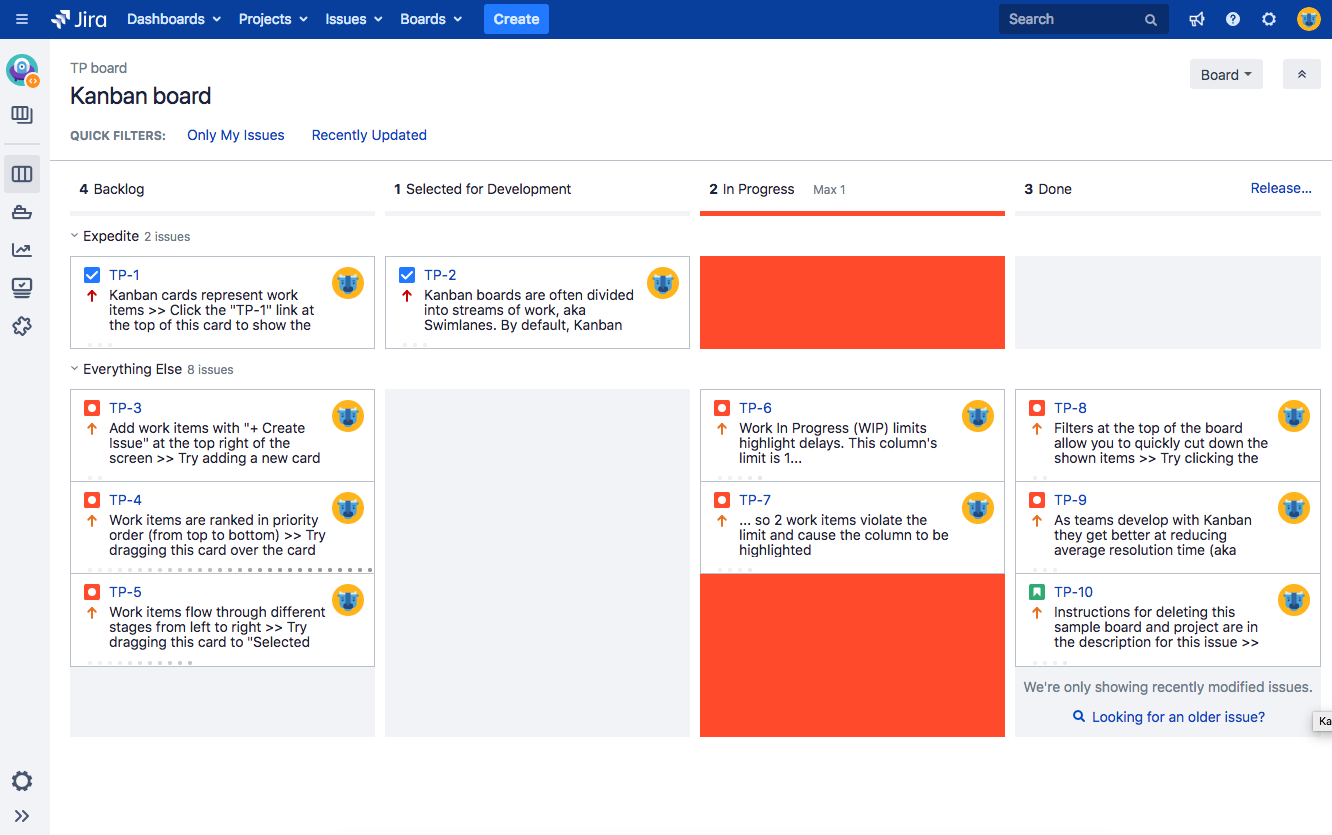 Jira Dashboards Projects Issues Boards Create Search
TP board
Kanban board
Board
QUICK FILTERS: Only My Issues Recently Updated
4 Backlog
1 Selected for Development
2 In Progress Max 1
3 Done Release...
Expedite 2 issues
TP-1
Kanban cards represent work
items >> Click the "TP-1" link at
the top of this card to show the
TP-2
Kanban boards are often divided
into streams of work, aka
Swimlanes. By default, Kanban
Everything Else 8 issues
TP-3
Add work items with "+ Create
Issue" at the top right of the
screen >> Try adding a new card
TP-4
Work items are ranked in priority
order (from top to bottom) >> Try
dragging this card over the card
TP-5
Work items flow through different
stages from left to right >> Try
dragging this card to "Selected
TP-6
Work In Progress (WIP) limits
highlight delays. This column's
limit is 1...
TP-7
... so 2 work items violate the
limit and cause the column to be
highlighted
TP-8
Filters at the top of the board
allow you to quickly cut down the
shown items >> Try clicking the
TP-9
As teams develop with Kanban
they get better at reducing
average resolution time (aka
TP-10
Instructions for deleting this
sample board and project are in
the description for this issue >>
We're only showing recently modified issues.
Looking for an older issue?
Ka